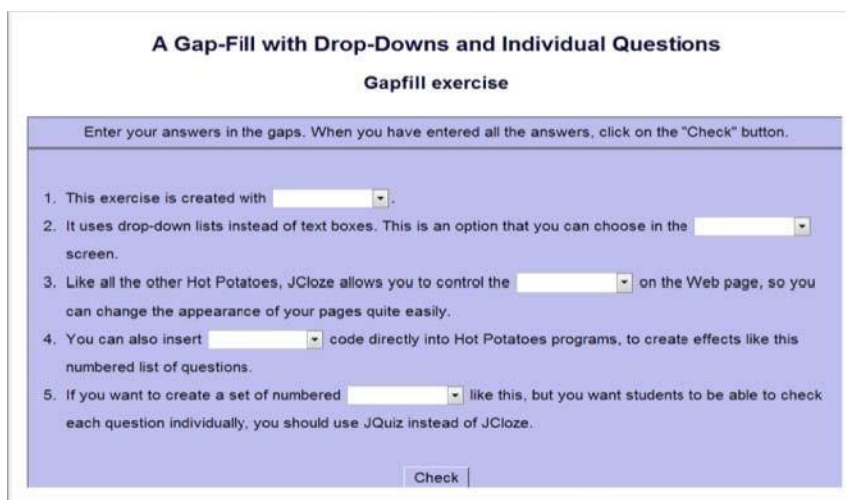 A Gap-Fill with Drop-Downs and Individual Questions
Gapfill exercise
Enter your answers in the gaps. When you have entered all the answers, click on the "Check" button.
1. This exercise is created with .
2. It uses drop-down lists instead of text boxes. This is an option that you can choose in the
screen.
3. Like all the other Hot Potatoes, JCloze allows you to control the on the Web page, so you
can change the appearance of your pages quite easily.
4. You can also insert code directly into Hot Potatoes programs, to create effects like this
numbered list of questions.
5. If you want to create a set of numbered like this, but you want students to be able to check
each question individually, you should use JQuiz instead of JCloze.
Check